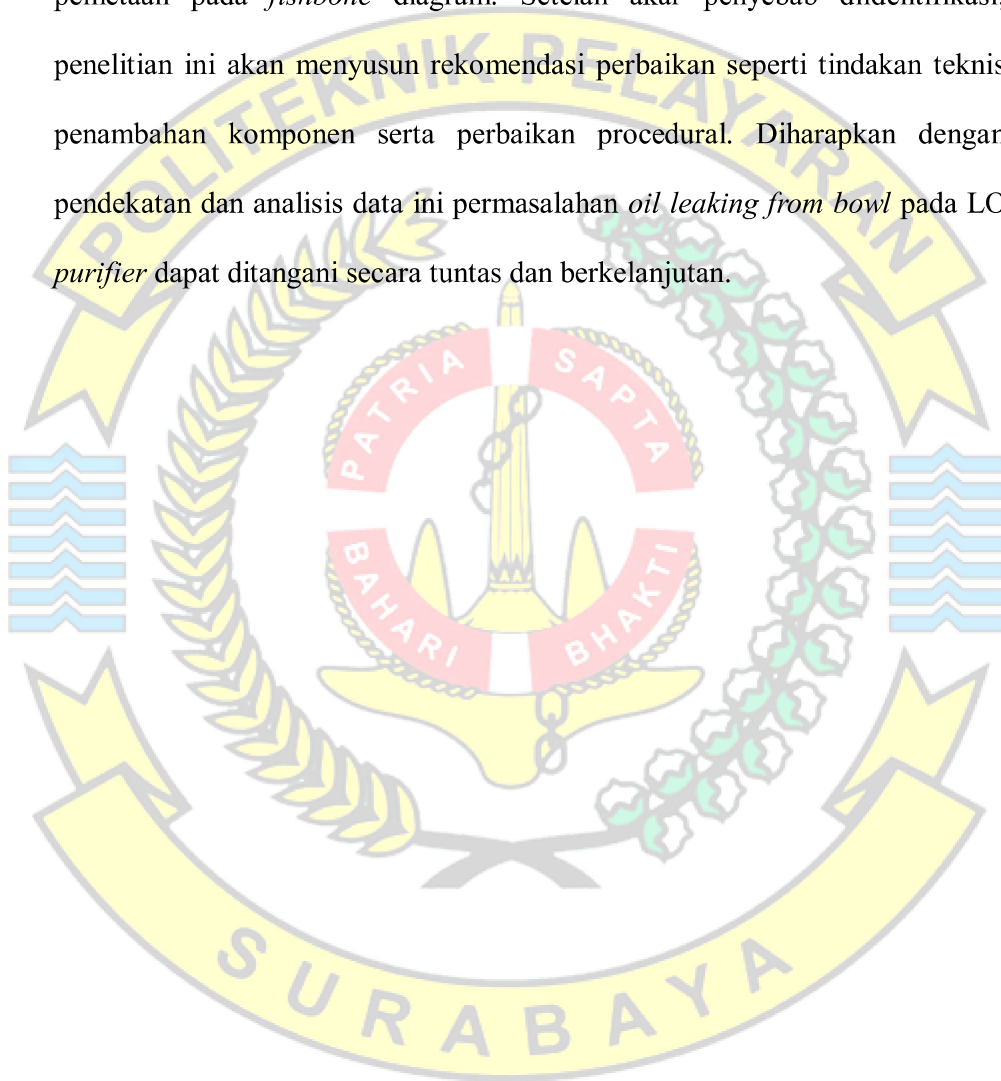 pemetaan pada fishbone diagram. Setelah akar penyebab diidentifikasi,
penelitian ini akan menyusun rekomendasi perbaikan seperti tindakan teknis
penambahan komponen serta perbaikan procedural. Diharapkan dengan
pendekatan dan analisis data ini permasalahan oil leaking from bowl pada LO
purifier dapat ditangani secara tuntas dan berkelanjutan.
POLITEKNIK PELAYARAN
PATRIA SAPTA
BAHARI BHAKTI
SURABAYA